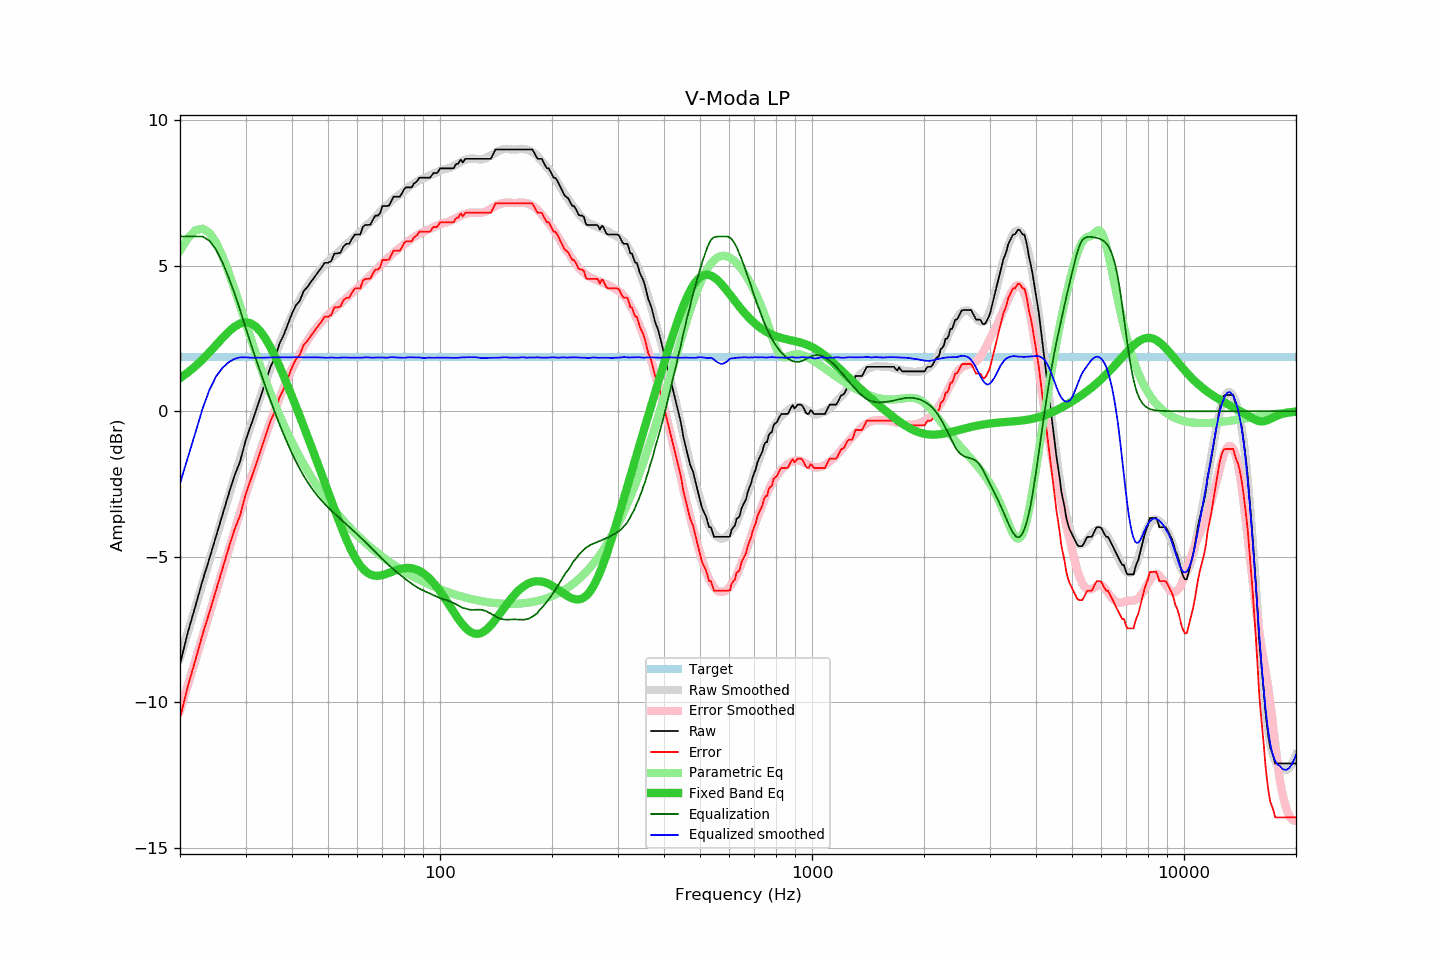 V-Moda LP
10
5
0
−5
−10
−15
Amplitude (dBr)
100
1000
10000
Frequency (Hz)
Target
Raw Smoothed
Error Smoothed
Raw
Error
Parametric Eq
Fixed Band Eq
Equalization
Equalized smoothed